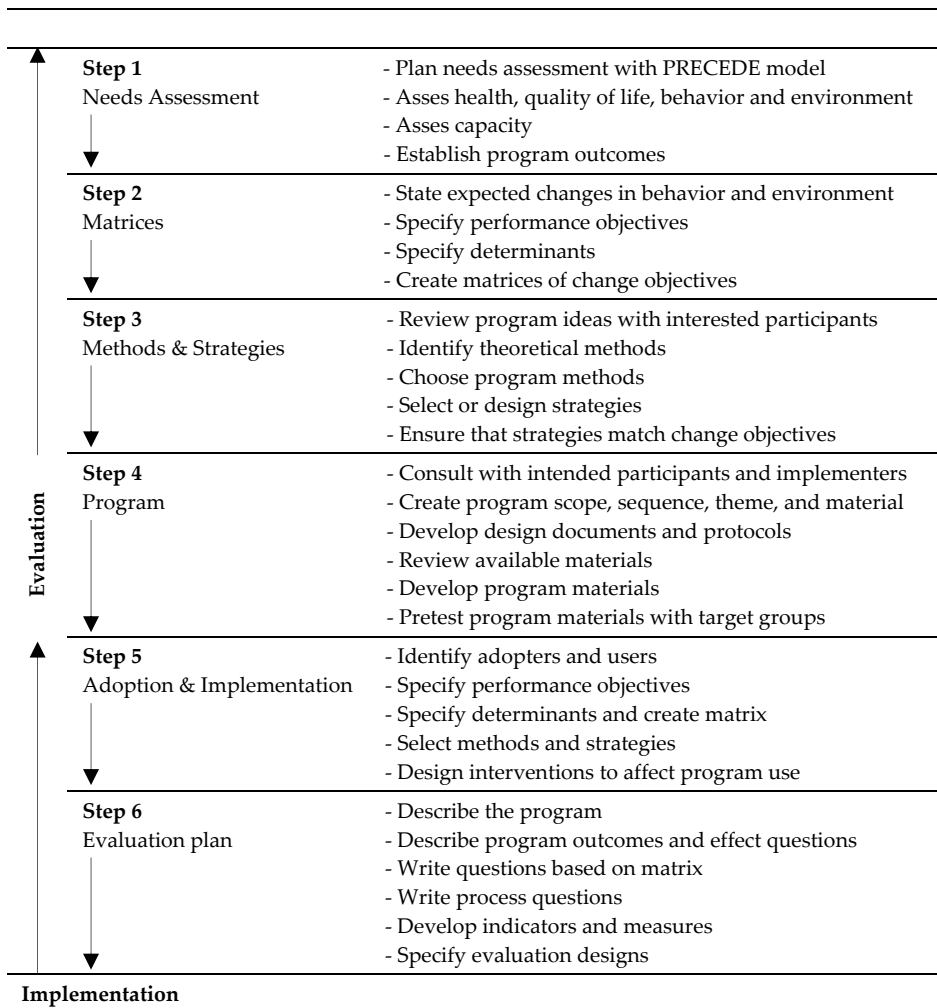 Step 1
Needs Assessment
- Plan needs assessment with PRECEDE model
- Asses health, quality of life, behavior and environment
- Asses capacity
- Establish program outcomes
Step 2
Matrices
- State expected changes in behavior and environment
- Specify performance objectives
- Specify determinants
- Create matrices of change objectives
Step 3
Methods & Strategies
- Review program ideas with interested participants
- Identify theoretical methods
- Choose program methods
- Select or design strategies
- Ensure that strategies match change objectives
Evaluation
Step 4
Program
- Consult with intended participants and implementers
- Create program scope, sequence, theme, and material
- Develop design documents and protocols
- Review available materials
- Develop program materials
- Pretest program materials with target groups
Step 5
Adoption & Implementation
- Identify adopters and users
- Specify performance objectives
- Specify determinants and create matrix
- Select methods and strategies
- Design interventions to affect program use
Step 6
Evaluation plan
- Describe the program
- Describe program outcomes and effect questions
- Write questions based on matrix
- Write process questions
- Develop indicators and measures
- Specify evaluation designs
Implementation